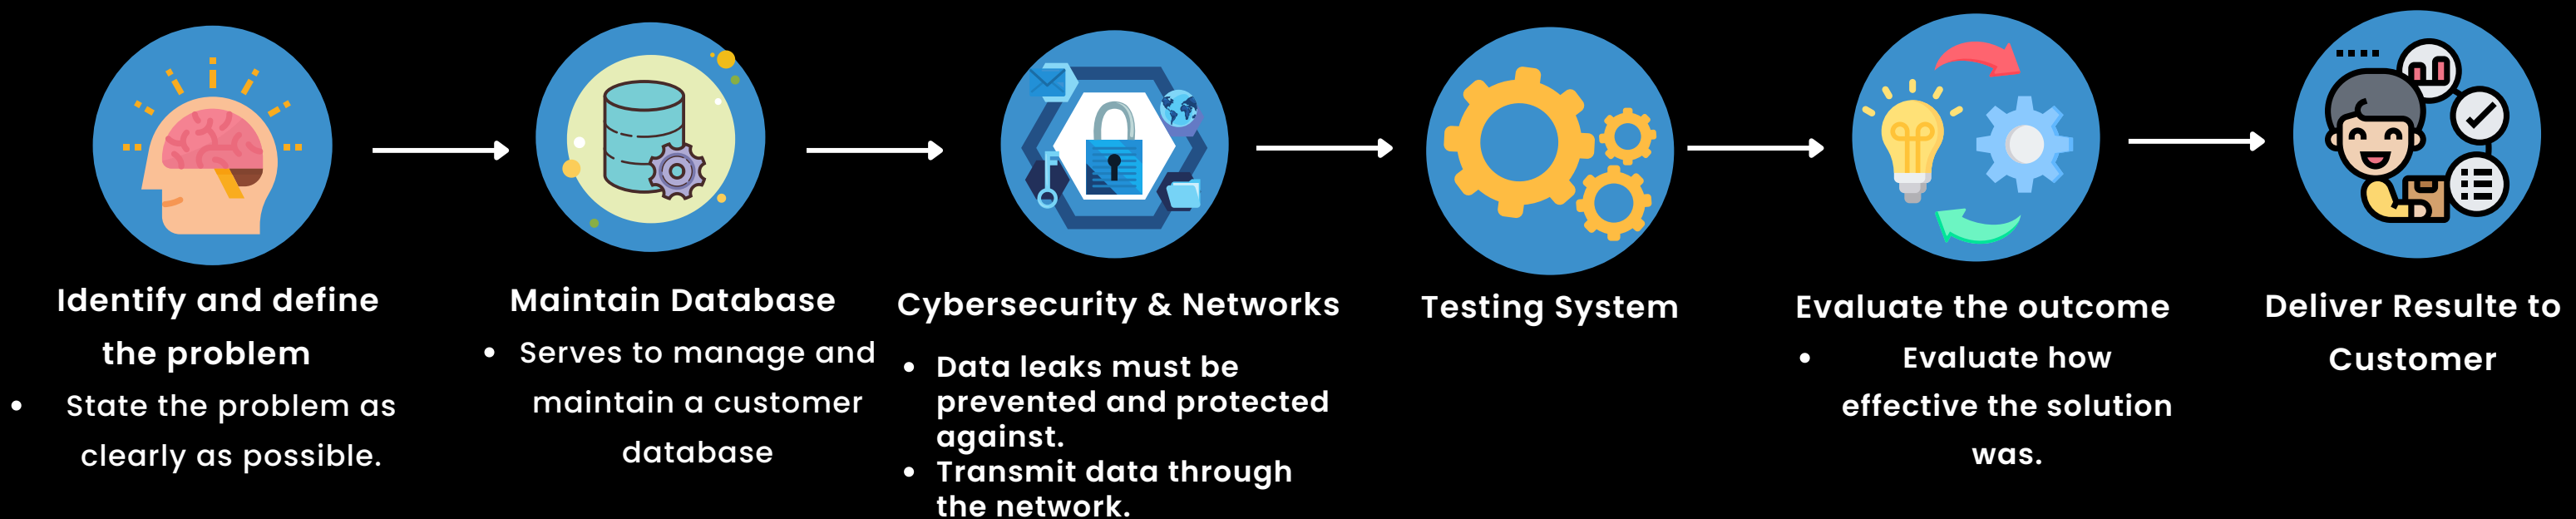 Identify and define
the problem
• State the problem as
clearly as possible.
Maintain Database
• Serves to manage and
maintain a customer
database
Cybersecurity & Networks
• Data leaks must be
prevented and protected
against.
• Transmit data through
the network.
Testing System
Evaluate the outcome
• Evaluate how
effective the solution
was.
Deliver Resulte to
Customer